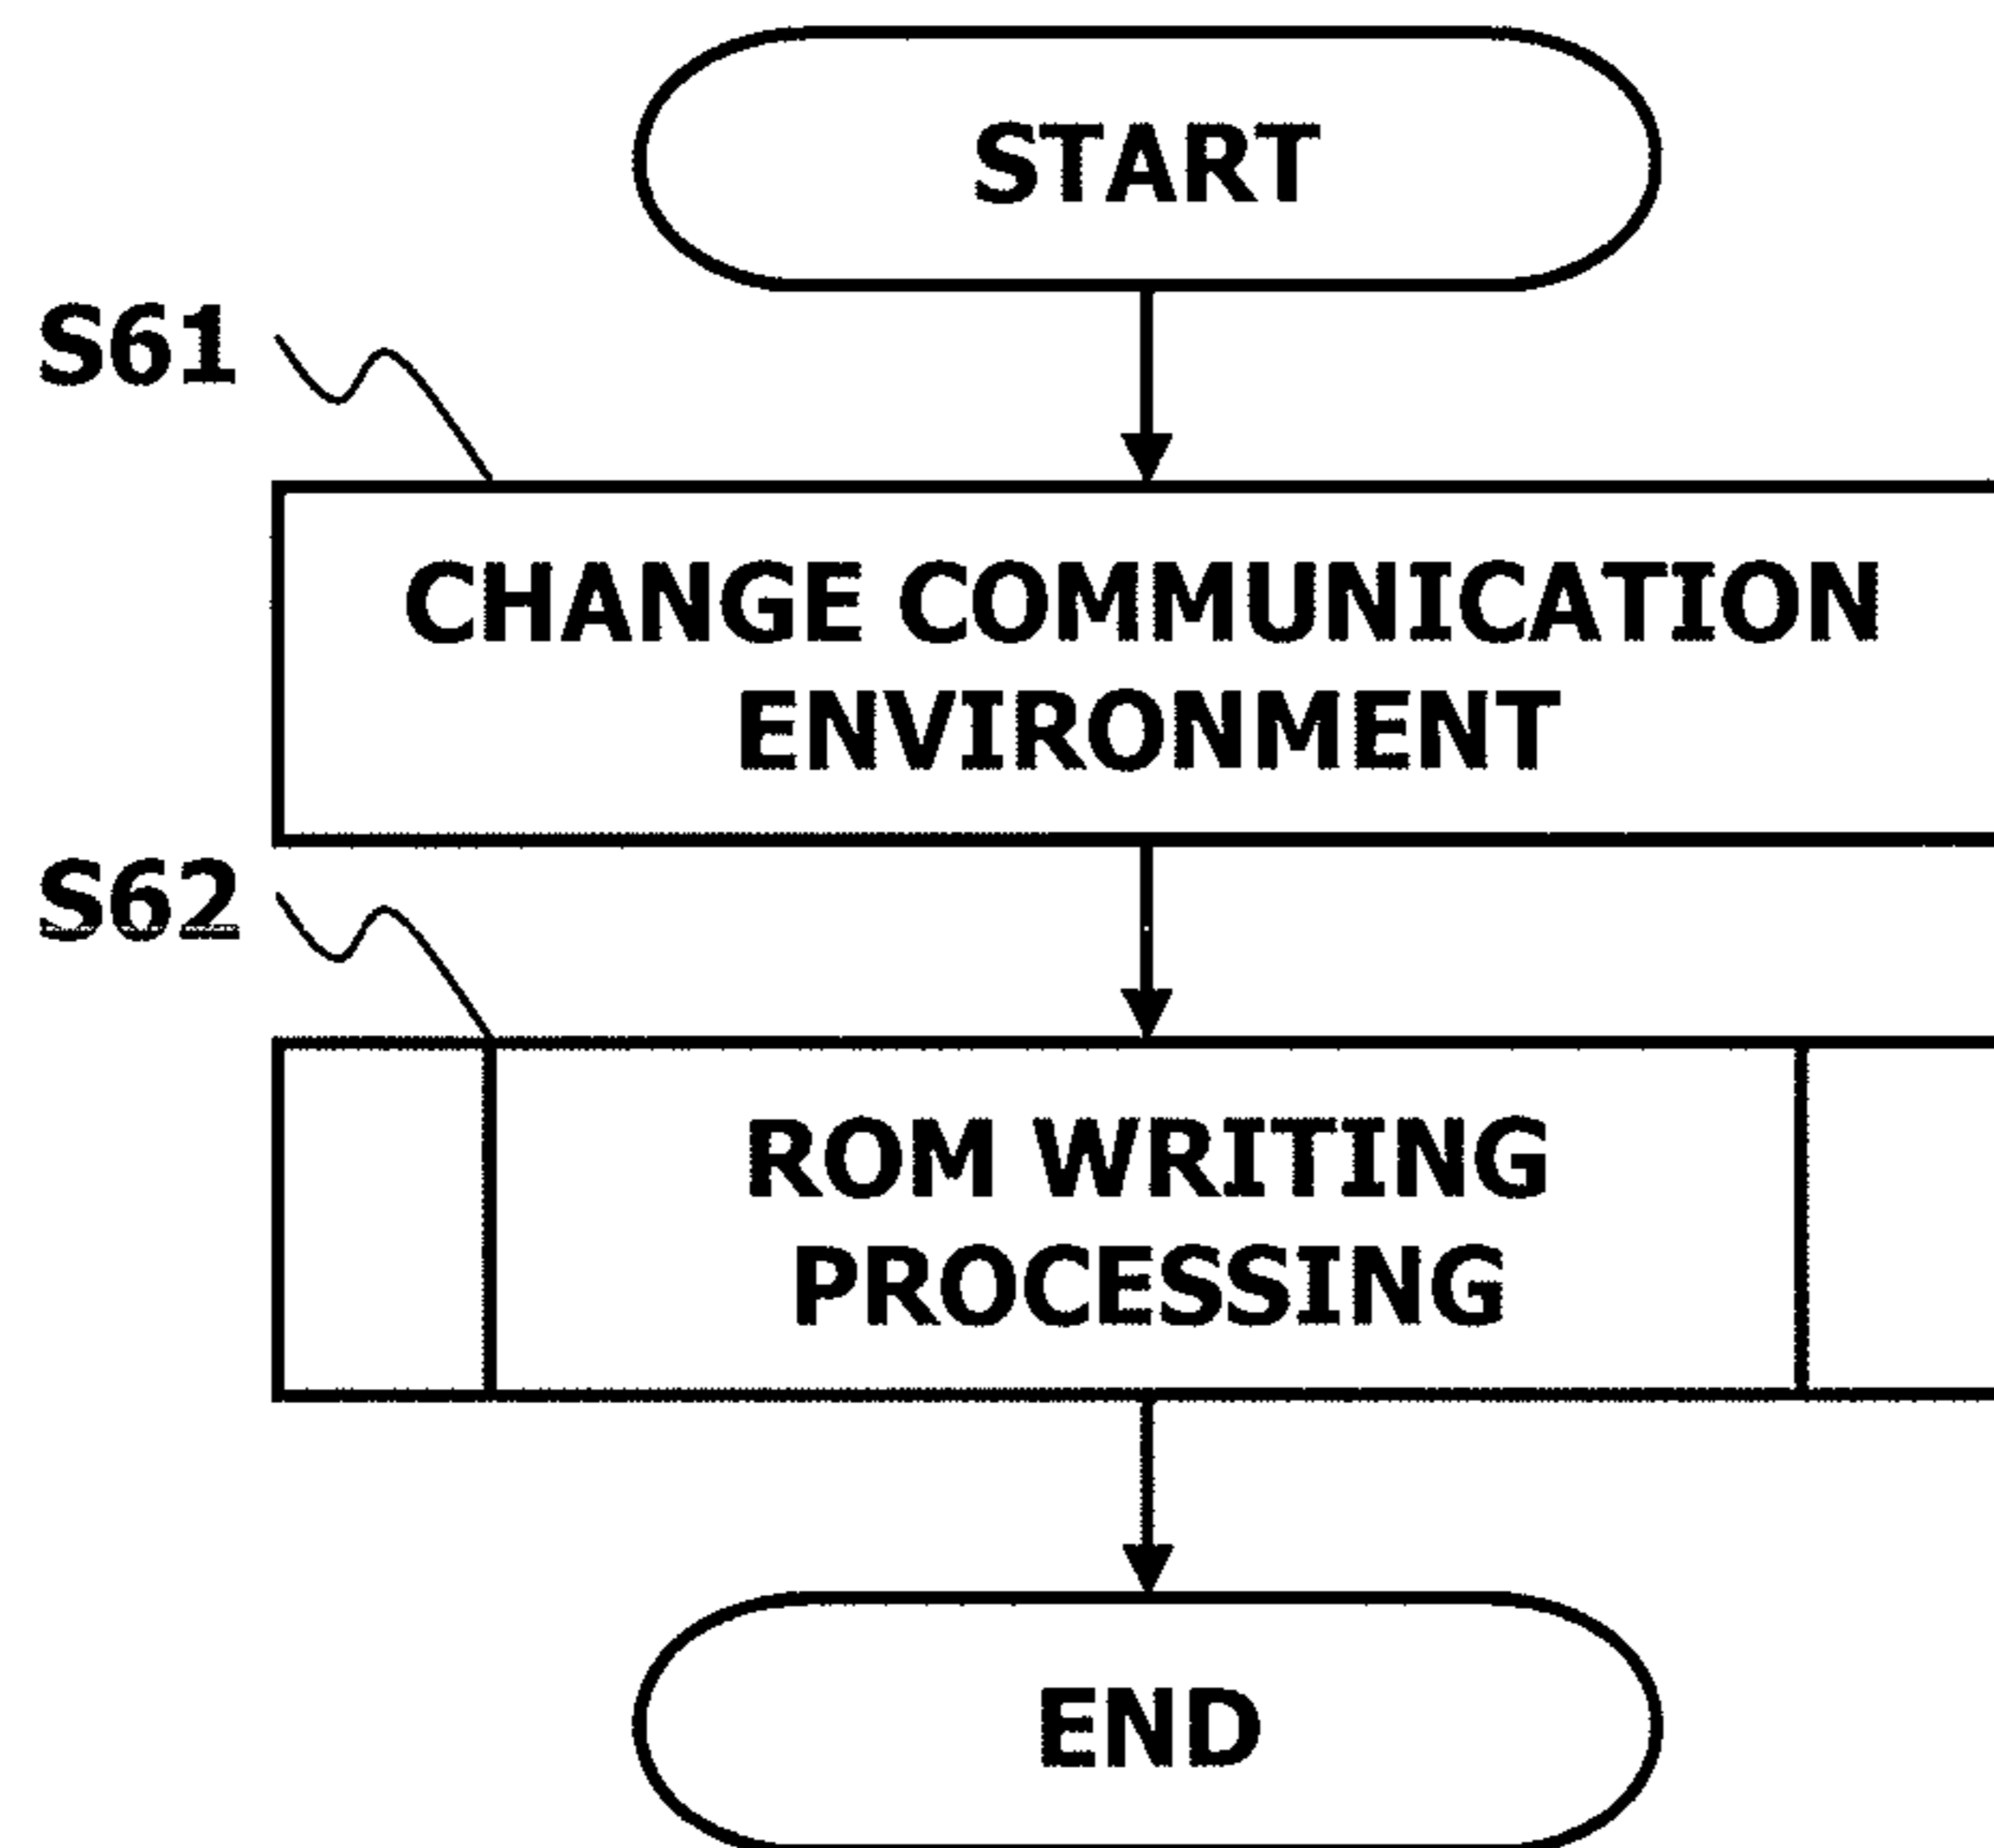 START
S61
CHANGE COMMUNICATION
ENVIRONMENT
S62
ROM WRITING
PROCESSING
END